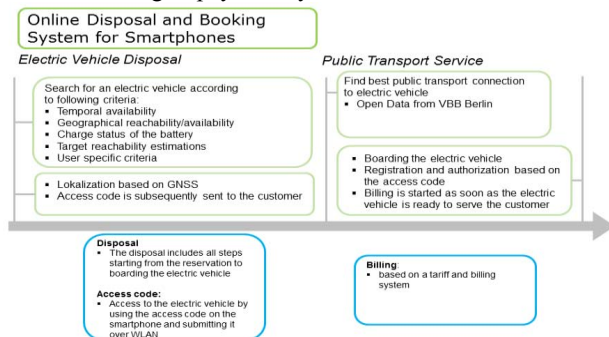 Online Disposal and Booking
System for Smartphones
Electric Vehicle Disposal
Search for an electric vehicle according
to following criteria:
▪ Temporal availability
▪ Geographical reachability/availability
▪ Charge status of the battery
▪ Target reachability estimations
▪ User specific criteria
▪ Lokalization based on GNSS
▪ Access code is subsequently sent to the customer
Public Transport Service
Find best public transport connection
to electric vehicle
▪ Open Data from VBB Berlin
▪ Boarding the electric vehicle
▪ Registration and authorization based on
the access code
▪ Billing is started as soon as the electric
vehicle is ready to serve the customer
Disposal
▪ The disposal includes all steps
starting from the reservation to
boarding the electric vehicle
Access code:
▪ Access to the electric vehicle by
using the access code on the
smartphone and submitting it
over WLAN
Billing:
▪ based on a tariff and billing
system